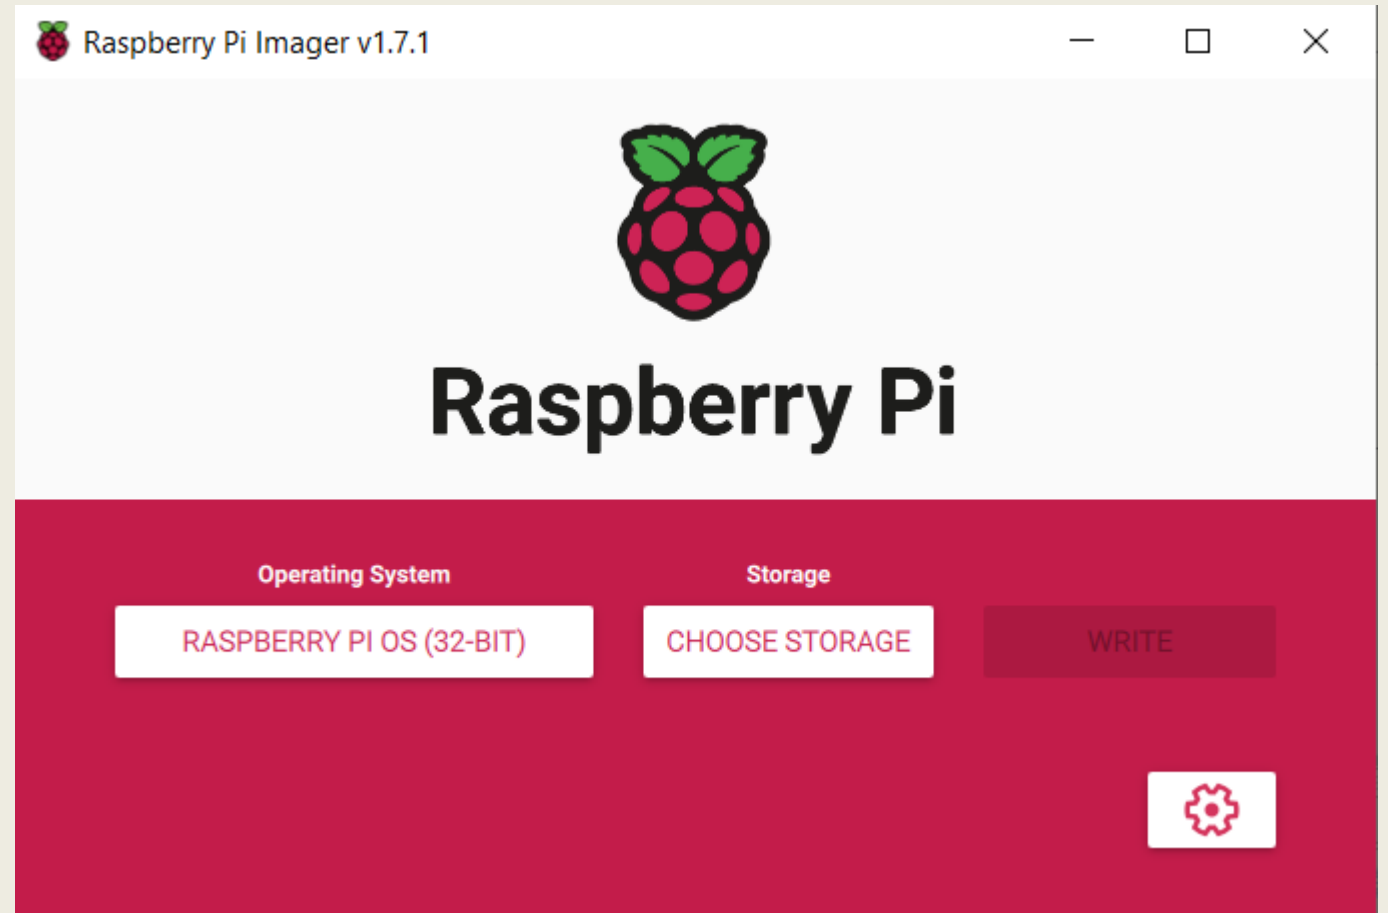 Raspberry Pi Imager v1.7.1
Raspberry Pi
Operating System
Storage
RASPBERRY PI OS (32-BIT)
CHOOSE STORAGE
WRITE